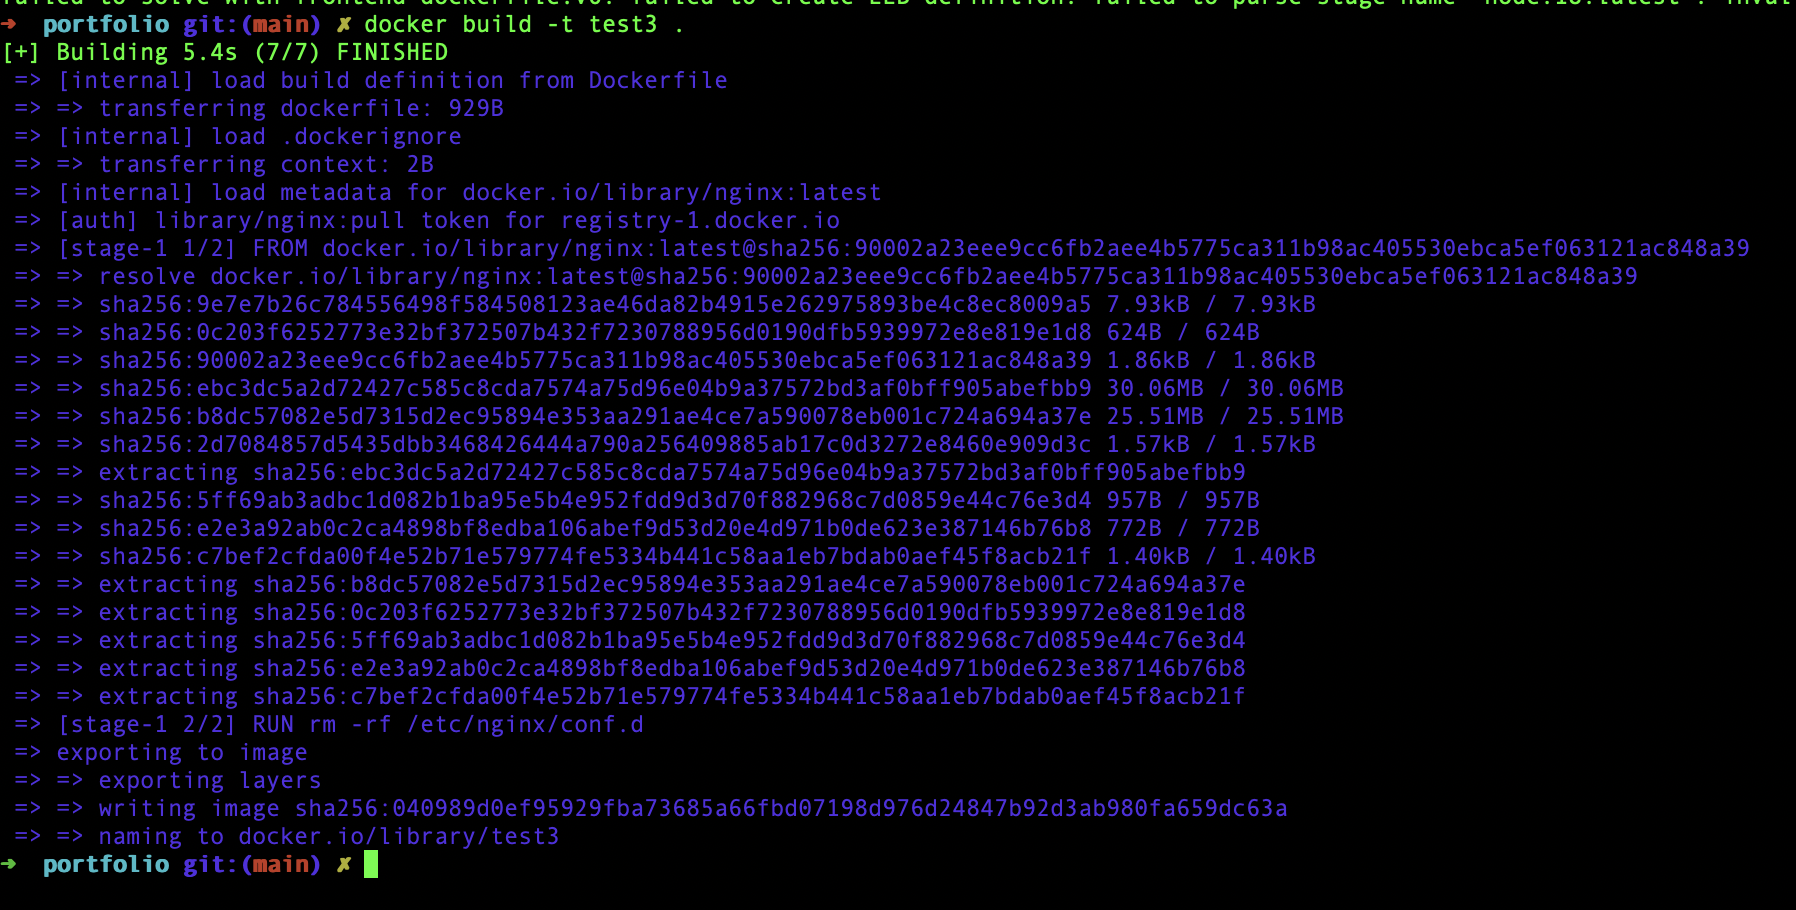 ➜ portfolio git:(main) ✗ docker build -t test3 .
[+] Building 5.4s (7/7) FINISHED
=> [internal] load build definition from Dockerfile
=> => transferring dockerfile: 929B
=> [internal] load .dockerignore
=> => transferring context: 2B
=> [internal] load metadata for docker.io/library/nginx:latest
=> [auth] library/nginx:pull token for registry-1.docker.io
=> [stage-1 1/2] FROM docker.io/library/nginx:latest@sha256:90002a23eee9cc6fb2aee4b5775ca311b98ac405530ebca5ef063121ac848a39
=> => resolve docker.io/library/nginx:latest@sha256:90002a23eee9cc6fb2aee4b5775ca311b98ac405530ebca5ef063121ac848a39
=> => sha256:9e7e7b26c784556498f584508123ae46da82b4915e262975893be4c8ec8009a5 7.93kB / 7.93kB
=> => sha256:0c203f6252773e32bf372507b432f7230788956d0190dfb5939972e8e819e1d8 624B / 624B
=> => sha256:90002a23eee9cc6fb2aee4b5775ca311b98ac405530ebca5ef063121ac848a39 1.86kB / 1.86kB
=> => sha256:ebc3dc5a2d72427c585c8cda7574a75d96e04b9a37572bd3af0bff905abefbb9 30.06MB / 30.06MB
=> => sha256:b8dc57082e5d7315d2ec95894e353aa291ae4ce7a590078eb001c724a694a37e 25.51MB / 25.51MB
=> => sha256:2d7084857d5435dbb3468426444a790a256409885ab17c0d3272e8460e909d3c 1.57kB / 1.57kB
=> => extracting sha256:ebc3dc5a2d72427c585c8cda7574a75d96e04b9a37572bd3af0bff905abefbb9
=> => sha256:5ff69ab3adbc1d082b1ba95e5b4e952fdd9d3d70f882968c7d0859e44c76e3d4 957B / 957B
=> => sha256:e2e3a92ab0c2ca4898bf8edba106abef9d53d20e4d971b0de623e387146b76b8 772B / 772B
=> => sha256:c7bef2cfda00f4e52b71e579774fe5334b441c58aa1eb7bdab0aef45f8acb21f 1.40kB / 1.40kB
=> => extracting sha256:b8dc57082e5d7315d2ec95894e353aa291ae4ce7a590078eb001c724a694a37e
=> => extracting sha256:0c203f6252773e32bf372507b432f7230788956d0190dfb5939972e8e819e1d8
=> => extracting sha256:5ff69ab3adbc1d082b1ba95e5b4e952fdd9d3d70f882968c7d0859e44c76e3d4
=> => extracting sha256:e2e3a92ab0c2ca4898bf8edba106abef9d53d20e4d971b0de623e387146b76b8
=> => extracting sha256:c7bef2cfda00f4e52b71e579774fe5334b441c58aa1eb7bdab0aef45f8acb21f
=> [stage-1 2/2] RUN rm -rf /etc/nginx/conf.d
=> exporting to image
=> => exporting layers
=> => writing image sha256:040989d0ef95929fba73685a66fbd07198d976d24847b92d3ab980fa659dc63a
=> => naming to docker.io/library/test3
➜ portfolio git:(main) ✗